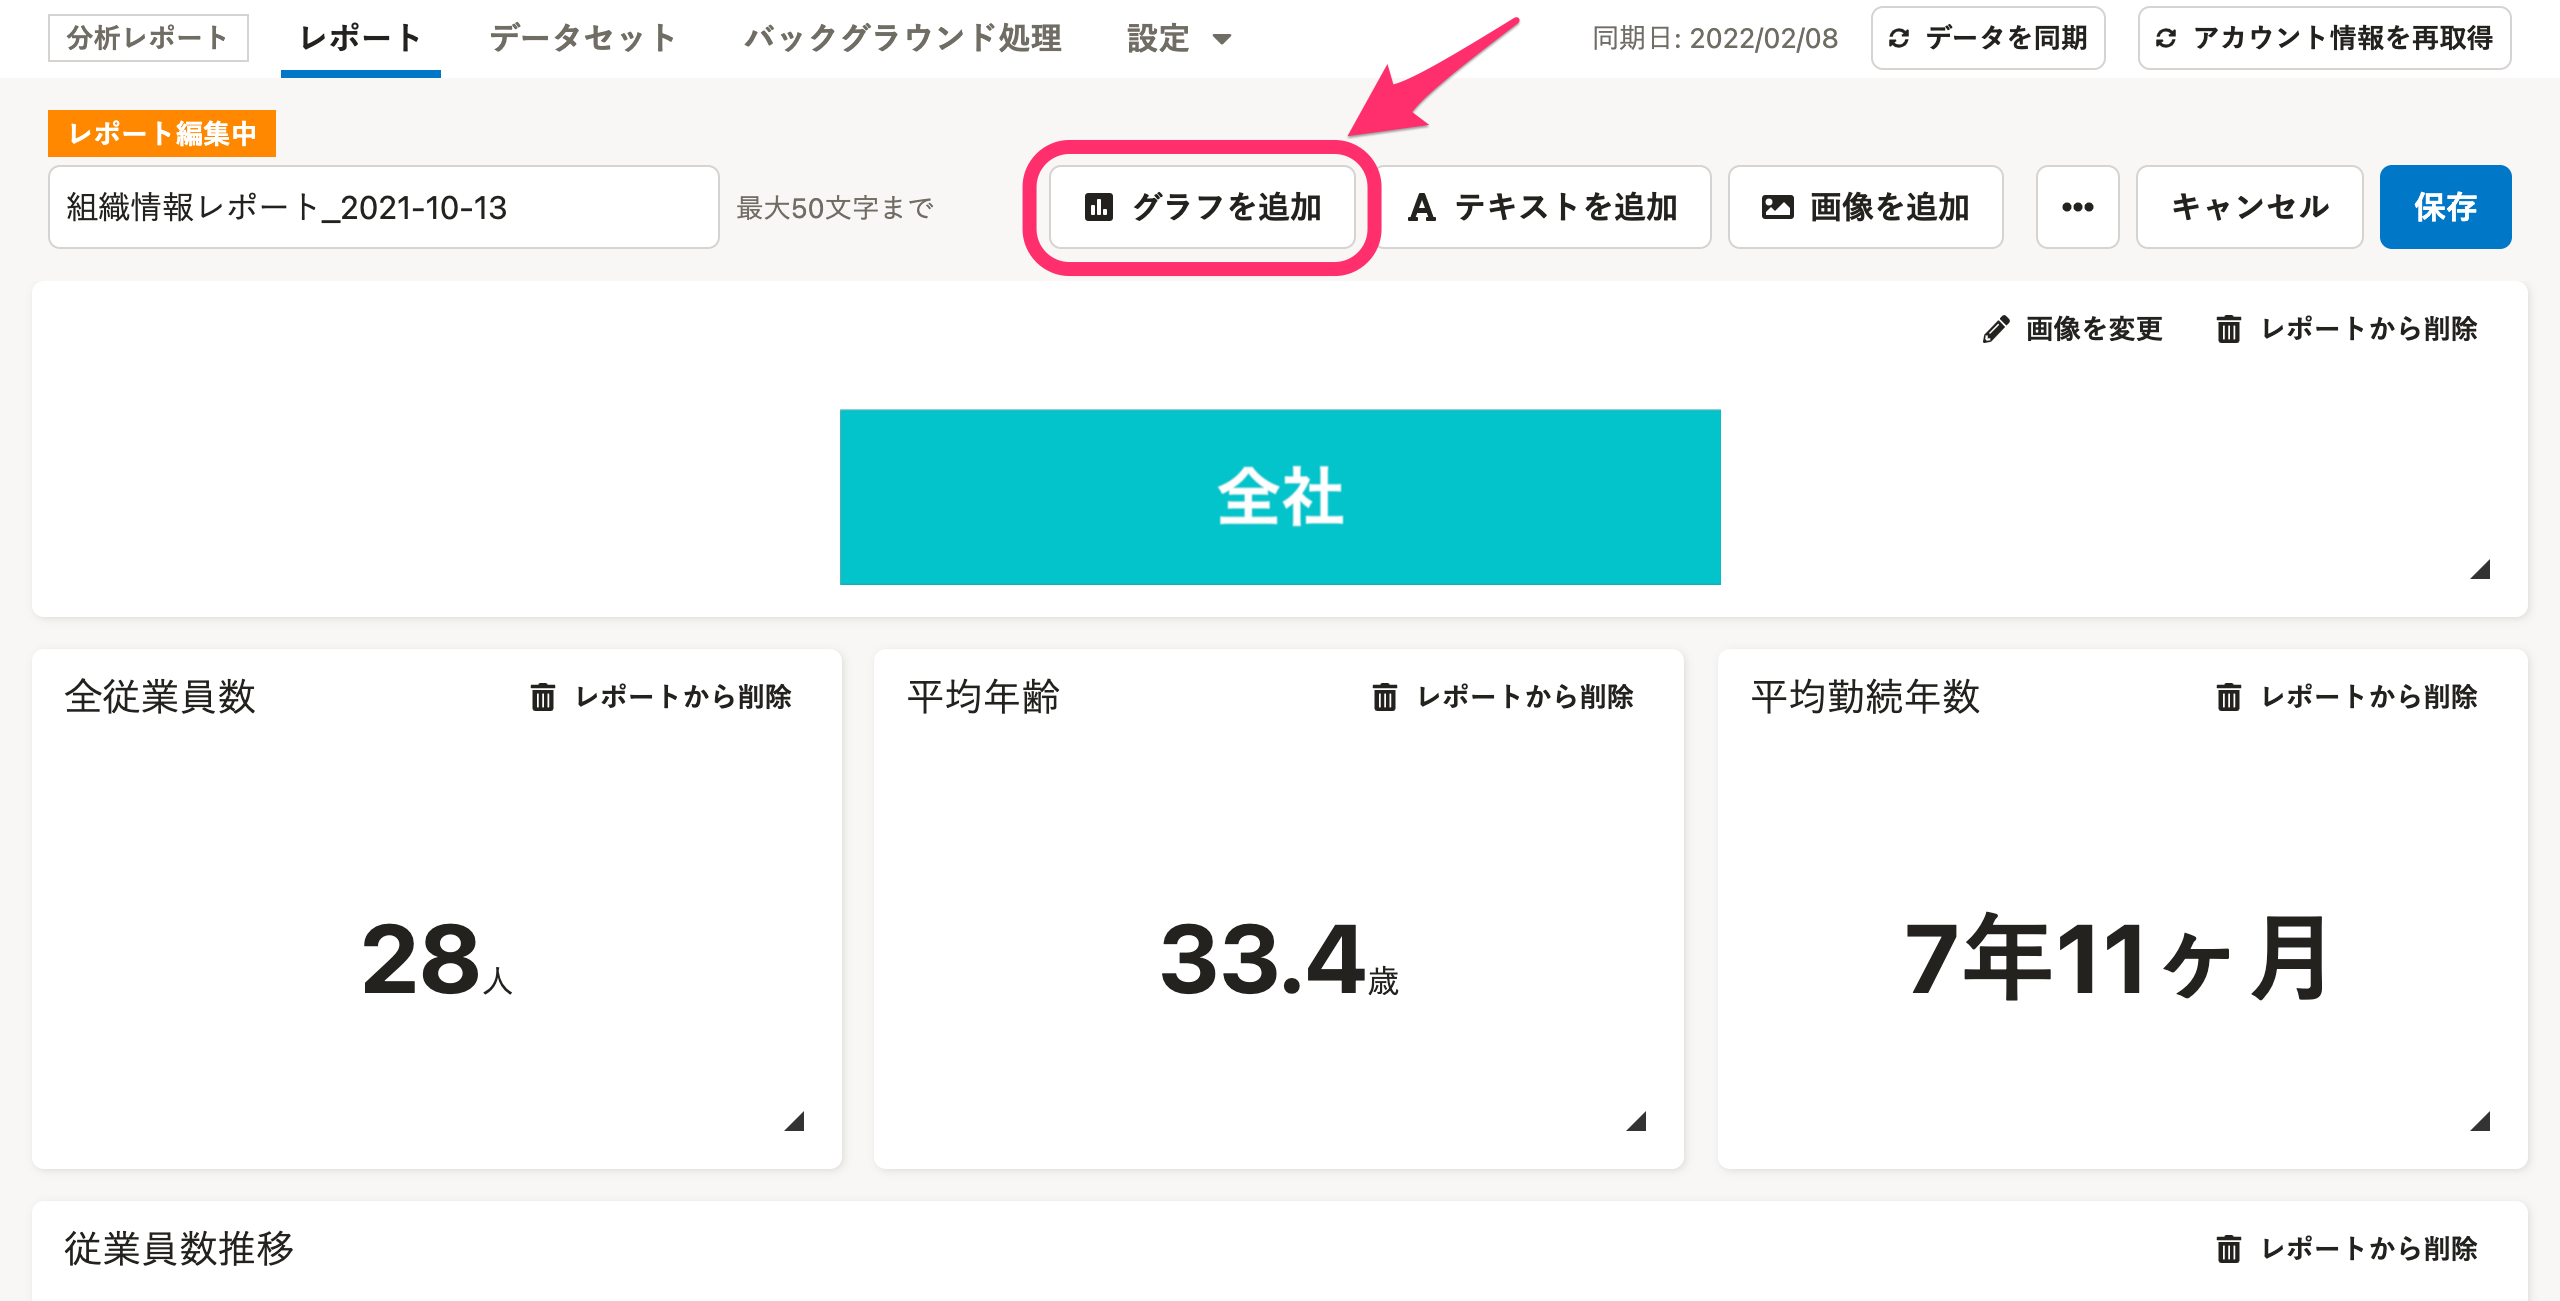 分析レポート レポート データセット バックグラウンド処理 設定 同期日: 2022/02/08 データを同期 アカウント情報を再取得
レポート編集中
組織情報レポート_2021-10-13 最大50文字まで グラフを追加 テキストを追加 画像を追加 ••• キャンセル 保存
画像を変更 レポートから削除
全社
全従業員数 レポートから削除 平均年齢 レポートから削除 平均勤続年数 レポートから削除
28人 33.4歳 7年11ヶ月
従業員数推移 レポートから削除